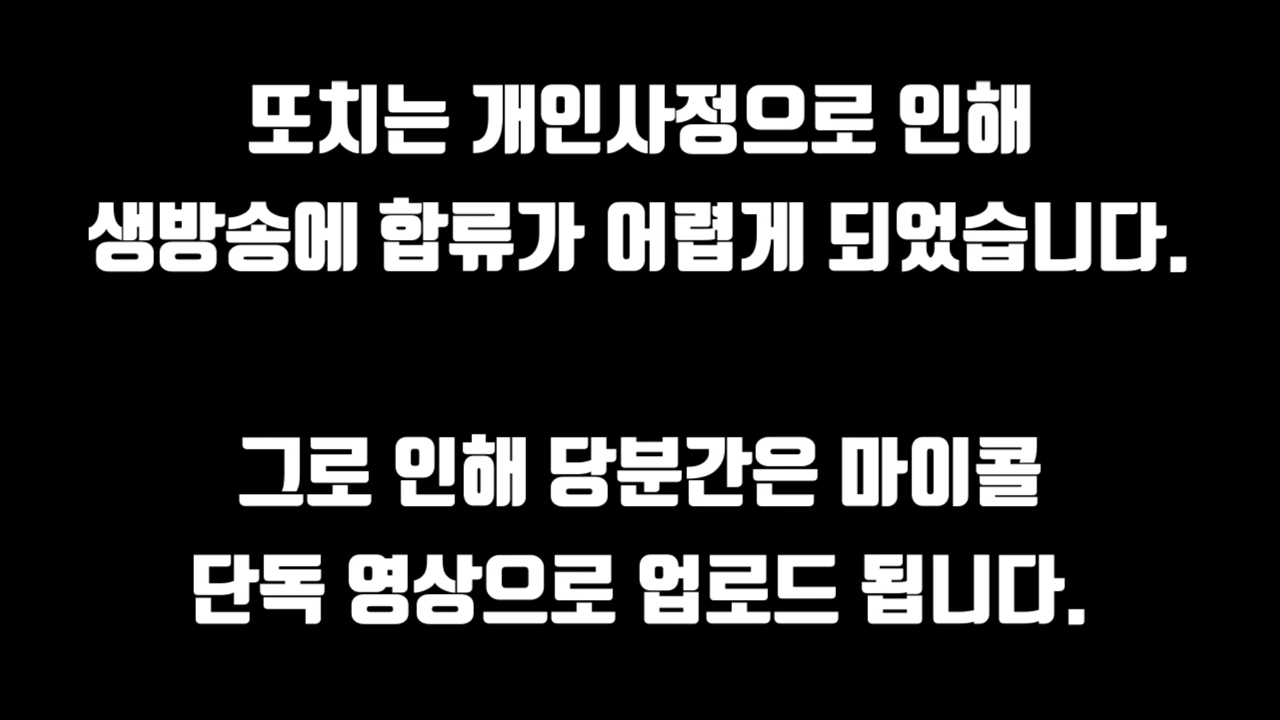 또치는 개인사정으로 인해
생방송에 합류가 어렵게 되었습니다.
그로 인해 당분간은 마이콜
단독 영상으로 업로드 됩니다.